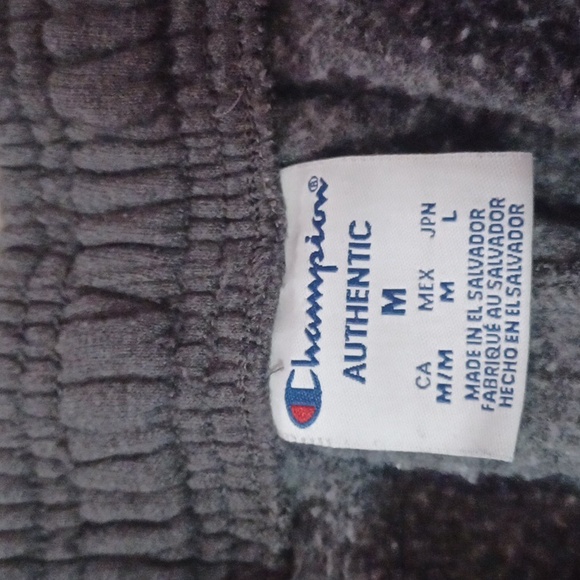 Champion®
AUTHENTIC
M
CA MEX JPN
M/M M L
MADE IN EL SALVADOR
FABRIQUÉ AU SALVADOR
HECHO EN EL SALVADOR